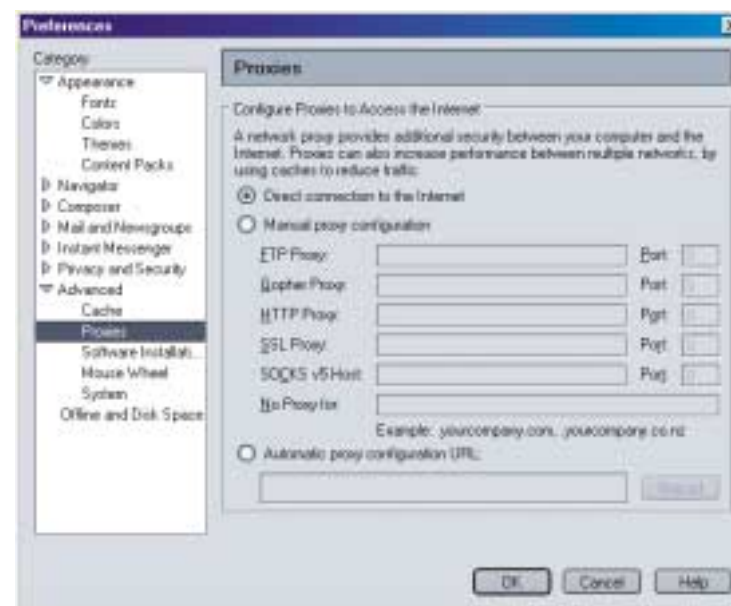 Preferences
Category
Appearance
Fonts
Colors
Themes
Content Packs
Navigator
Composer
Mail and Newsgroups
Instant Messenger
Privacy and Security
Advanced
Cache
Proxies
Software Installati...
Mouse Wheel
System
Offline and Disk Space
Proxies
Configure Proxies to Access the Internet
A network proxy provides additional security between your computer and the
Internet. Proxies can also increase performance between multiple networks, by
using caches to reduce traffic.
Direct connection to the Internet
Manual proxy configuration
FTP Proxy: Port:
Gopher Proxy: Port:
HTTP Proxy: Port:
SSL Proxy: Port:
SOCKS v5 Host: Port:
No Proxy for:
Example: .yourcompany.com, .yourcompany.co.nz
Automatic proxy configuration URL:
OK Cancel Help